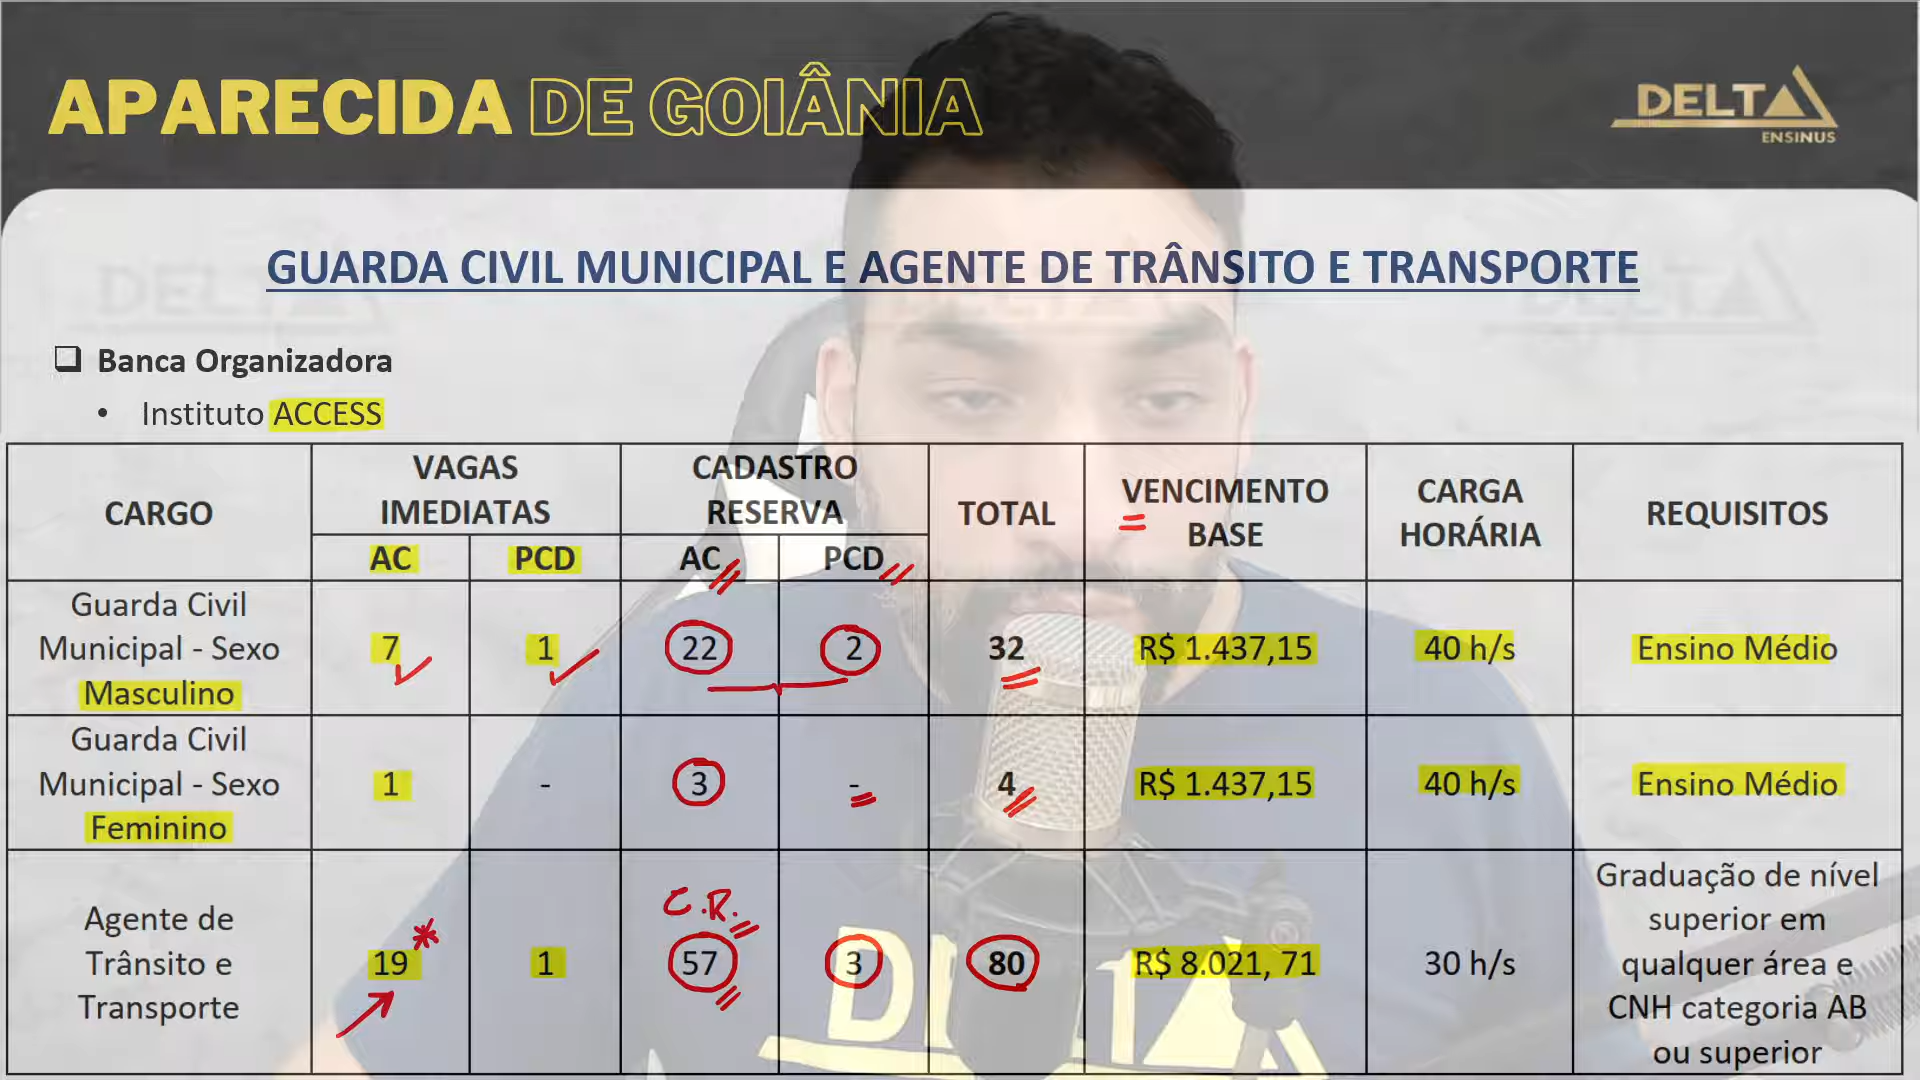 APARECIDA DE GOIÂNIA
DELTA
ENSINUS
GUARDA CIVIL MUNICIPAL E AGENTE DE TRÂNSITO E TRANSPORTE
Banca Organizadora
• Instituto ACCESS
CARGO
VAGAS
IMEDIATAS
CADASTRO
RESERVA
TOTAL
VENCIMENTO
BASE
CARGA
HORÁRIA
REQUISITOS
AC PCD AC PCD
Guarda Civil
Municipal - Sexo
Masculino
7 1 22 2 32 R$ 1.437,15 40 h/s Ensino Médio
Guarda Civil
Municipal - Sexo
Feminino
1 - 3 - 4 R$ 1.437,15 40 h/s Ensino Médio
Agente de
Trânsito e
Transporte
19 1
C.R.
57 3 80 R$ 8.021, 71 30 h/s
Graduação de nível
superior em
qualquer área e
CNH categoria AB
ou superior
DELTA